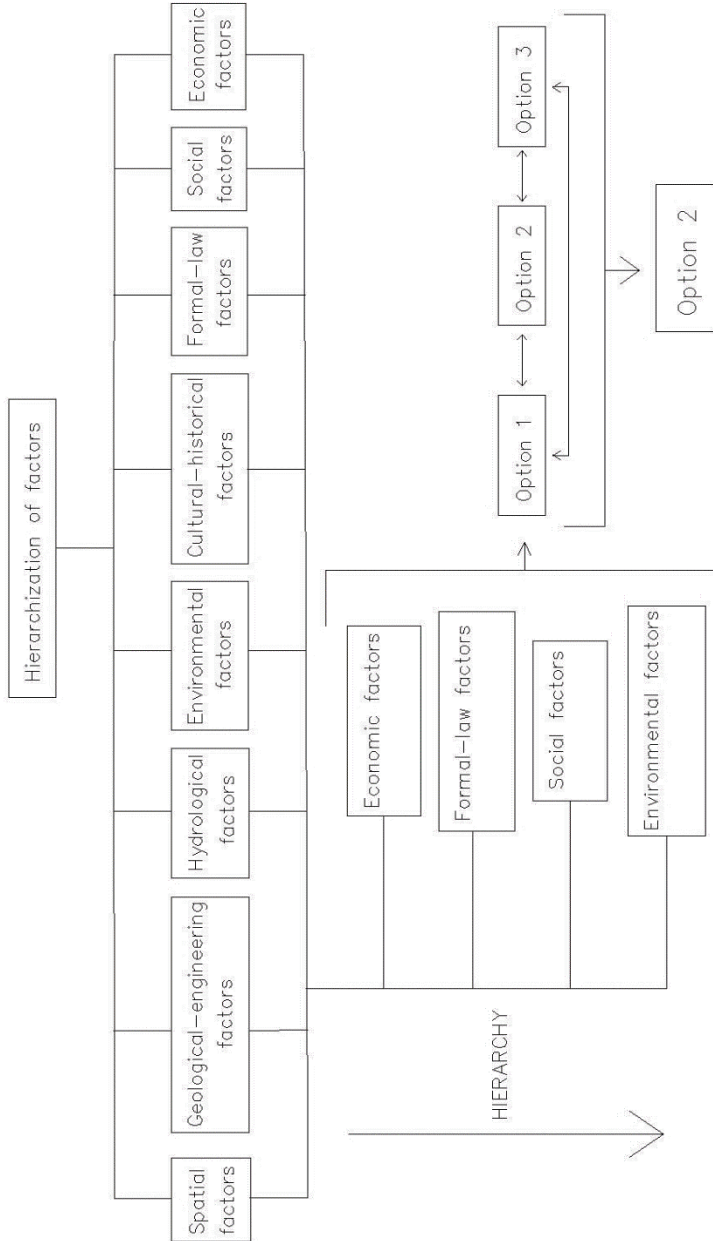 Hierarchization of factors
Spatial
factors
Geological-engineering
factors
Hydrological
factors
Environmental
factors
Cultural-historical
factors
Formal-law
factors
Social
factors
Economic
factors
HIERARCHY
Economic factors
Formal-law factors
Social factors
Environmental factors
Option 1
Option 2
Option 3
Option 2